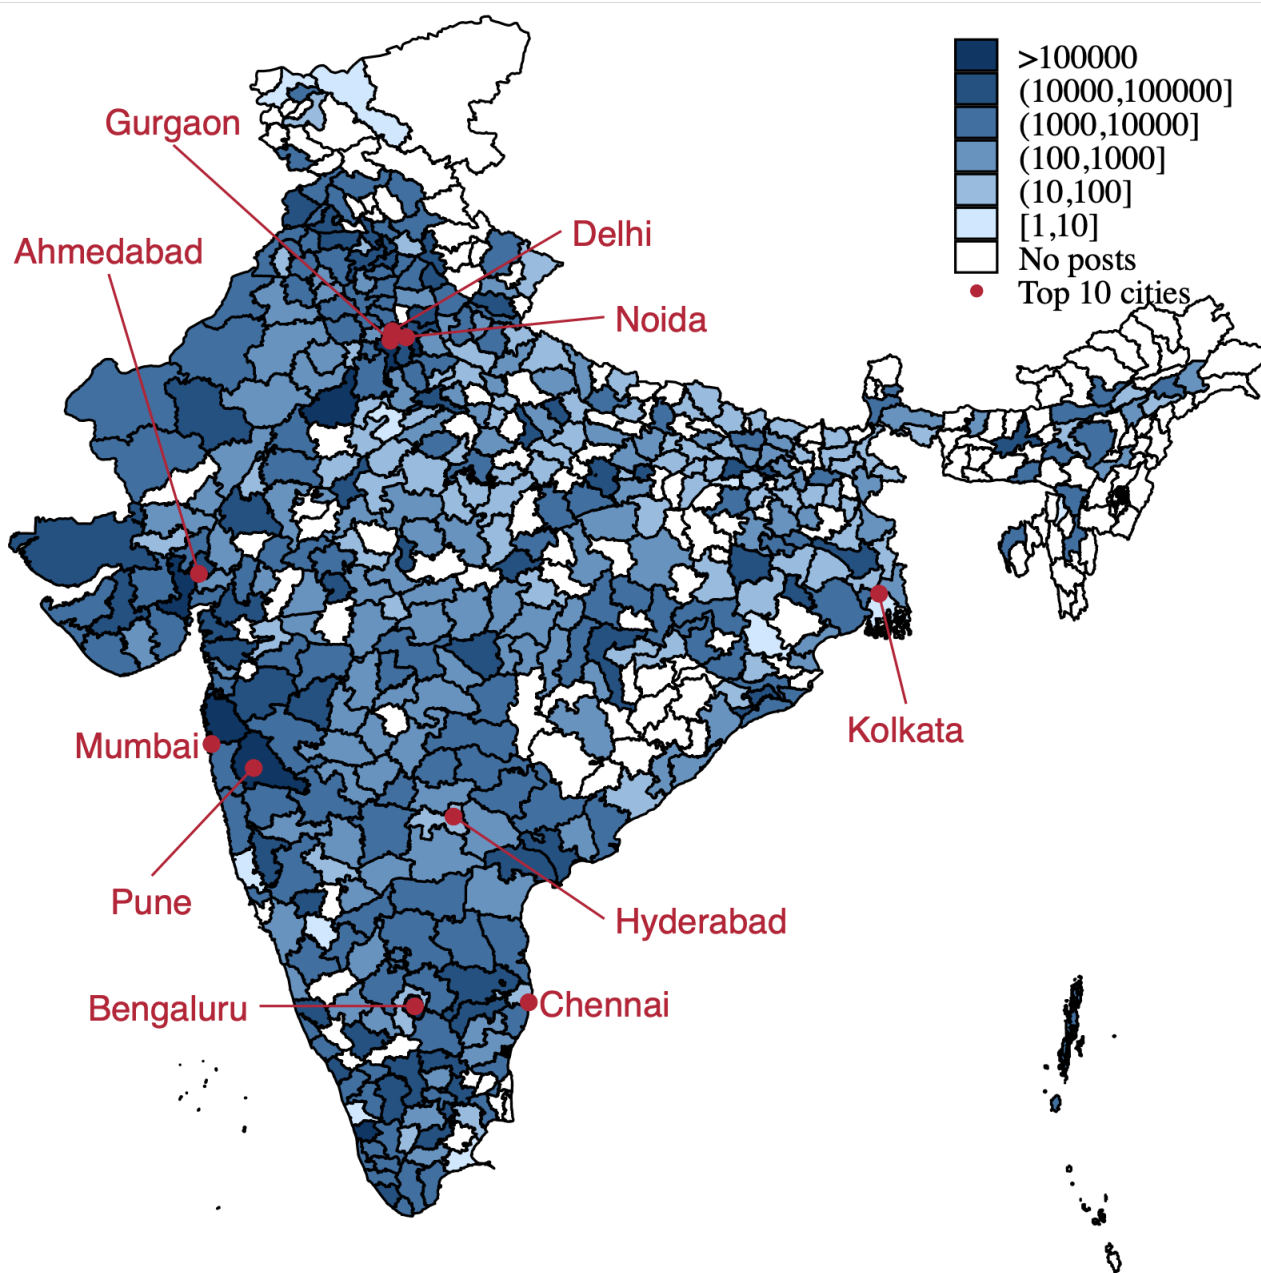 >100000
(10000,100000]
(1000,10000]
(100,1000]
(10,100]
[1,10]
No posts
Top 10 cities
Gurgaon
Delhi
Ahmedabad
Noida
Kolkata
Mumbai
Pune
Hyderabad
Bengaluru
Chennai